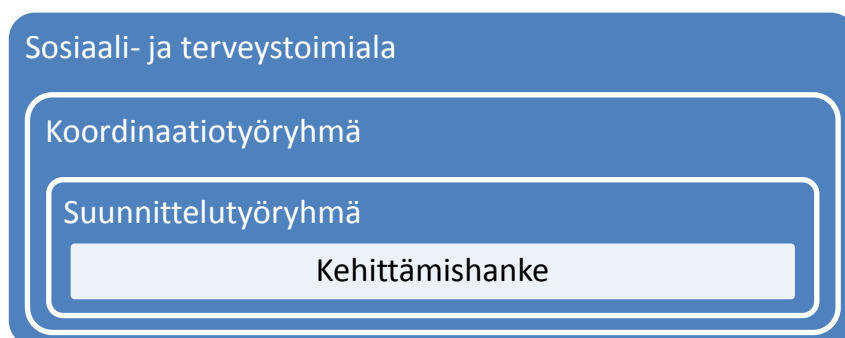 Sosiaali- ja terveystoimiala
Koordinaatiotyöryhmä
Suunnittelutyöryhmä
Kehittämishanke